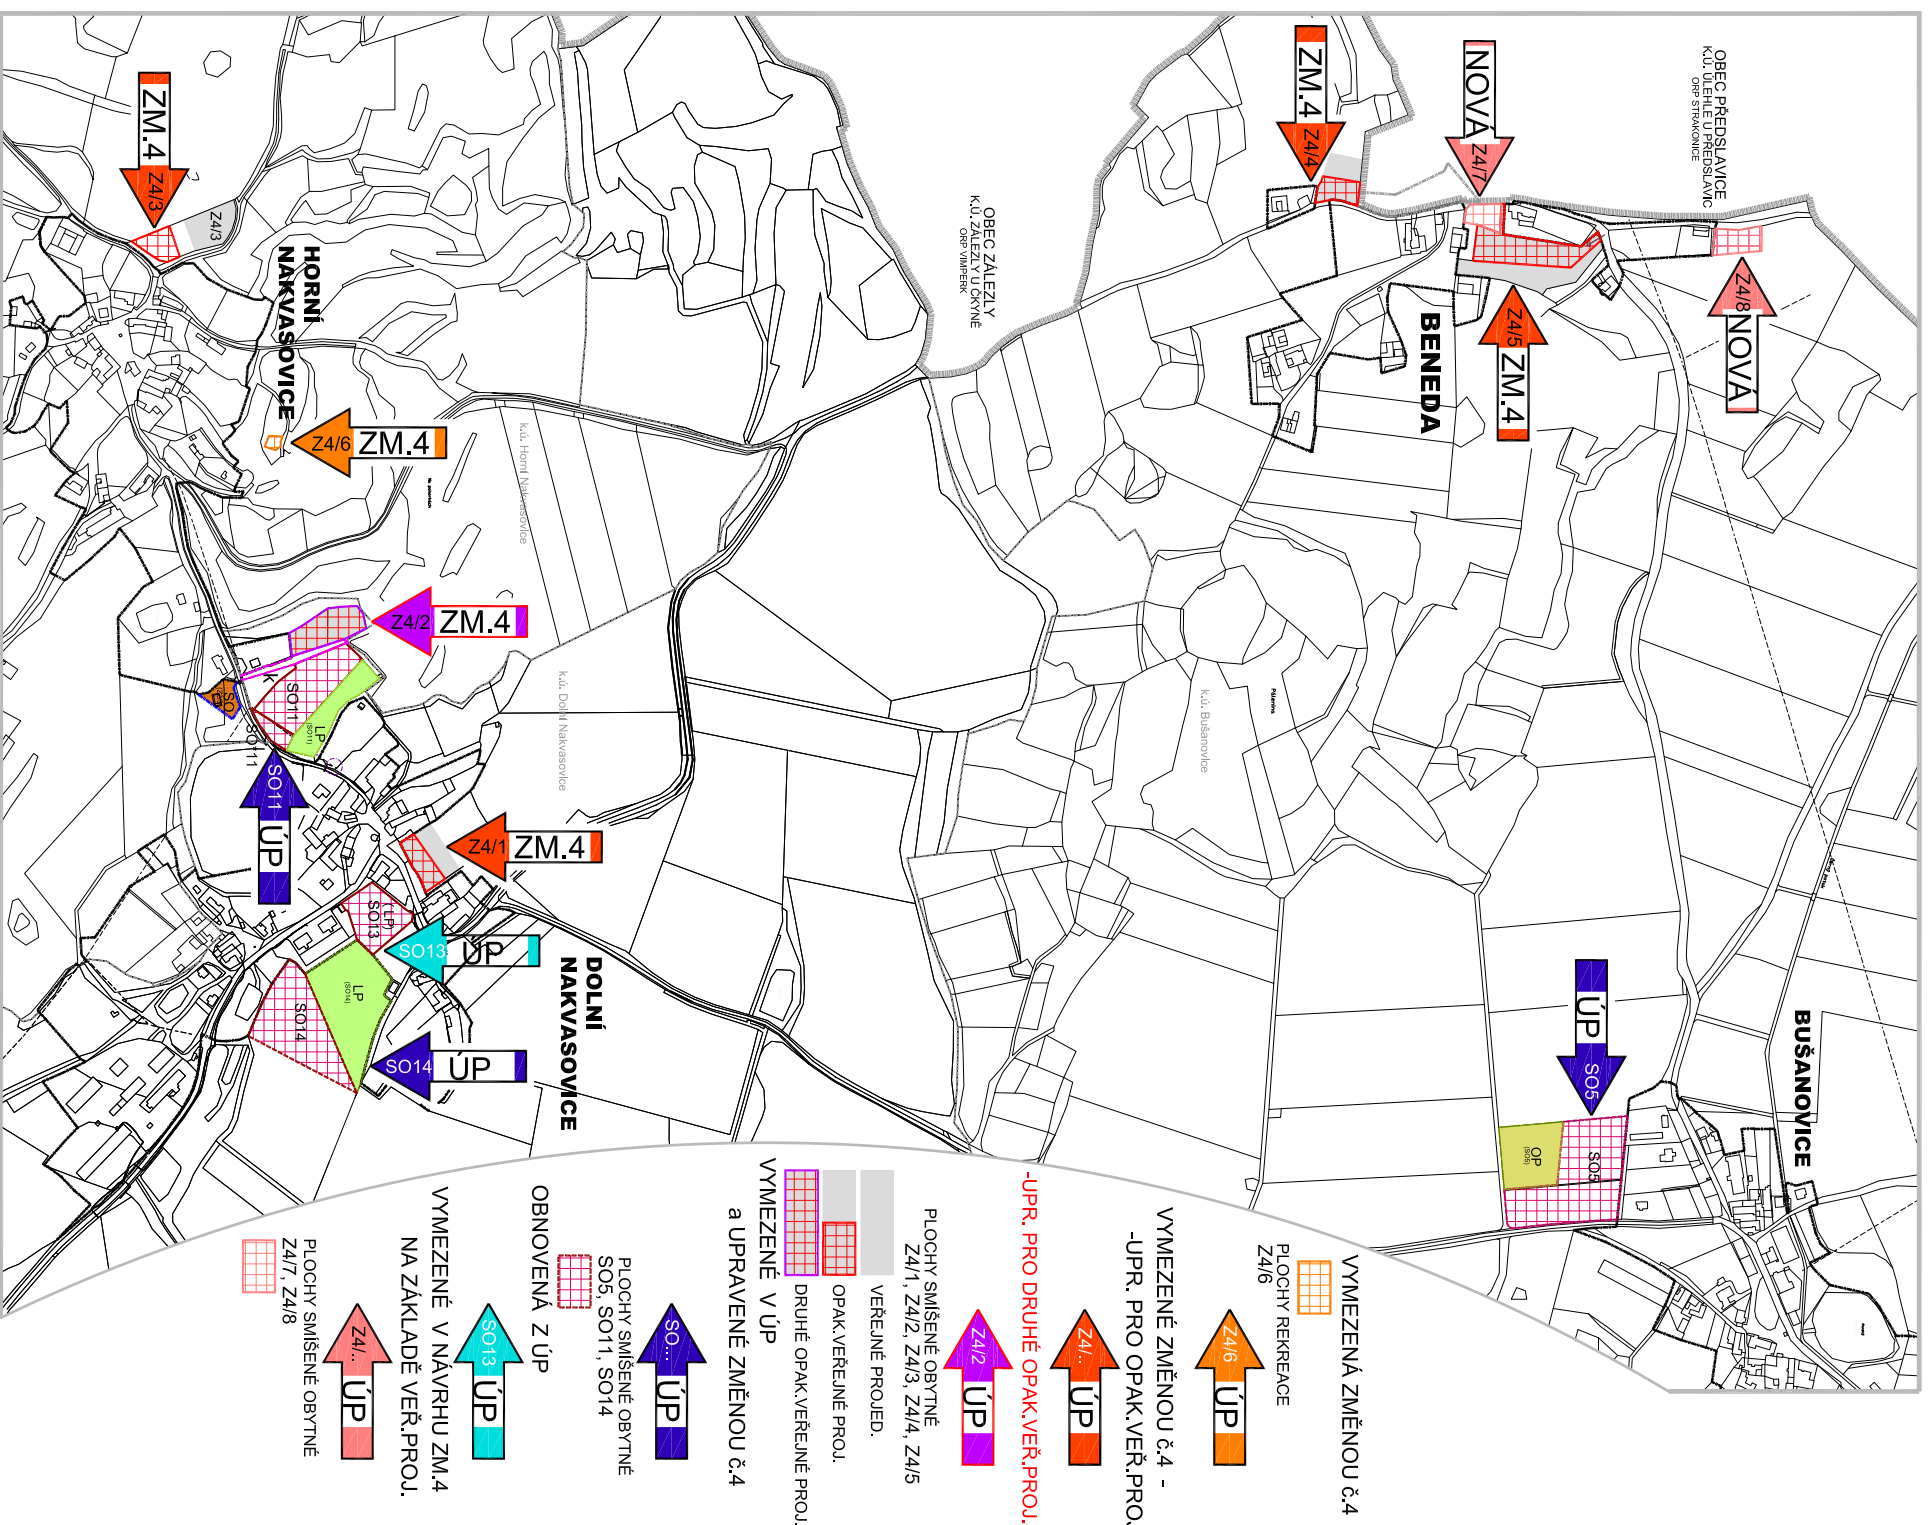 OBEC PŘEDSLAVICE
K.Ú. ÚLEHLE U PŘEDSLAVIC
ORP STRAKONICE
NOVÁ Z4/7
Z4/8 NOVÁ
ZM.4 Z4/4
Z4/5 ZM.4
BENEDA
OBEC ZÁLEZLY
K.Ú. ZÁLEZLY U ČKYNĚ
ORP VIMPERK
ZM.4 Z4/3
Z4/3
HORNÍ
NAKVASOVICE
Z4/6 ZM.4
k.ú. Horní Nakvasovice
Z4/2 ZM.4
k.ú. Dolní Nakvasovice
k.ú. Bušanovice
SO11
LP
(SO11)
k
SO11 ÚP
Z4/1 ZM.4
(LP)
SO13
SO13 ÚP
DOLNÍ
NAKVASOVICE
LP
(SO14)
SO14
SO14 ÚP
ÚP SO5
BUŠANOVICE
SO5
OP
(SO5)
VYMEZENÁ ZMĚNOU č.4
PLOCHY REKREACE
Z4/6
Z4/6 ÚP
VYMEZENÉ ZMĚNOU č.4 -
-UPR. PRO OPAK.VEŘ.PROJ.
Z4/.. ÚP
-UPR. PRO DRUHÉ OPAK.VEŘ.PROJ.
Z4/2 ÚP
PLOCHY SMÍŠENÉ OBYTNÉ
Z4/1, Z4/2, Z4/3, Z4/4, Z4/5
VEŘEJNÉ PROJED.
OPAK.VEŘEJNÉ PROJ.
DRUHÉ OPAK.VEŘEJNÉ PROJ.
VYMEZENÉ V ÚP
a UPRAVENÉ ZMĚNOU č.4
SO... ÚP
PLOCHY SMÍŠENÉ OBYTNÉ
SO5, SO11, SO14
OBNOVENÁ Z ÚP
SO13 ÚP
VYMEZENÉ V NÁVRHU ZM.4
NA ZÁKLADĚ VEŘ.PROJ.
Z4/.. ÚP
PLOCHY SMÍŠENÉ OBYTNÉ
Z4/7, Z4/8